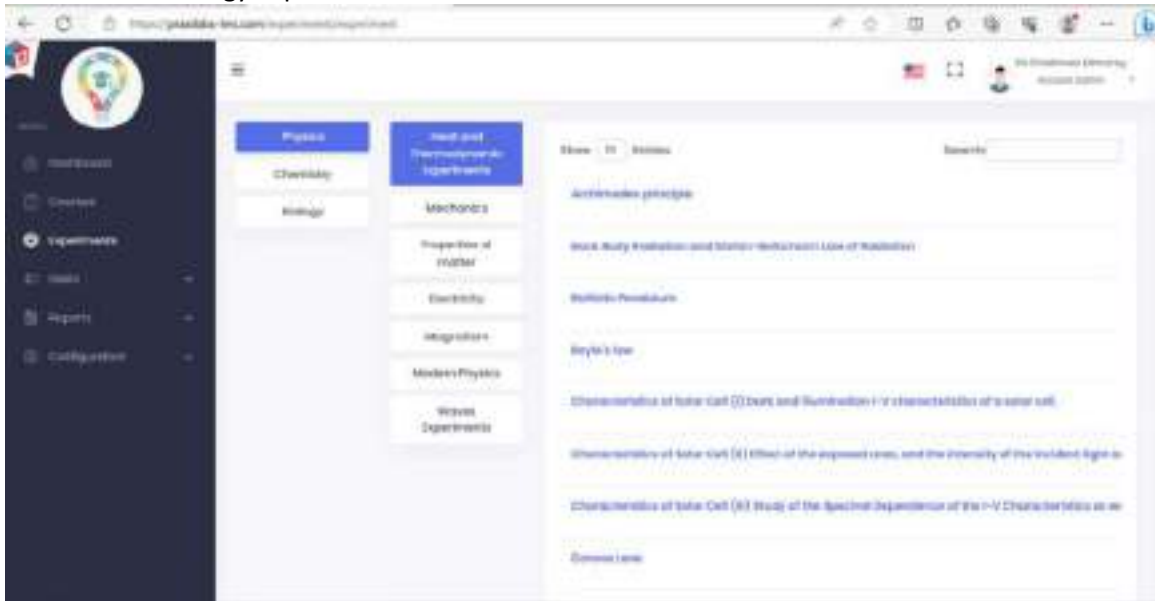 Dashboard
Courses
Experiments
Reports
Configuration
Physics
Chemistry
Biology
Heat and
Thermodynamic
Experiments
Mechanics
Properties of
matter
Electricity
Magnetism
Modern Physics
Waves
Experiments
Show 10 Entries
Search:
Archimedes principle
Black Body Radiation and Stefan-Boltzmann Law of Radiation
Ballistic Pendulum
Boyle's law
Characteristics of Solar Cell (I) Dark and Illumination I-V characteristics of a solar cell
Characteristics of Solar Cell (II) Effect of the exposed area, and the intensity of the incident light
Characteristics of Solar Cell (III) Study of the Spectral Dependence of the I-V Characteristics